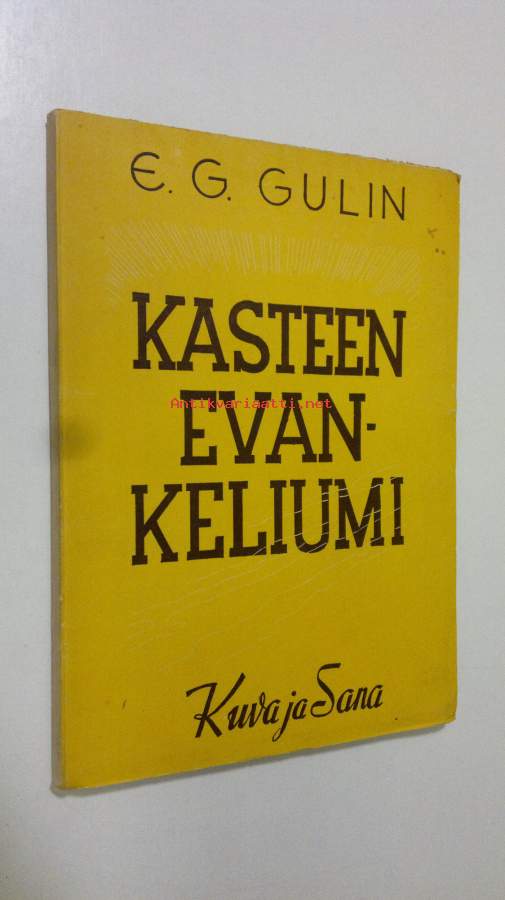 E. G. GULIN
KASTEEN
Antikvariaatti.net
EVAN-
KELIUMI
Kuva ja Sana